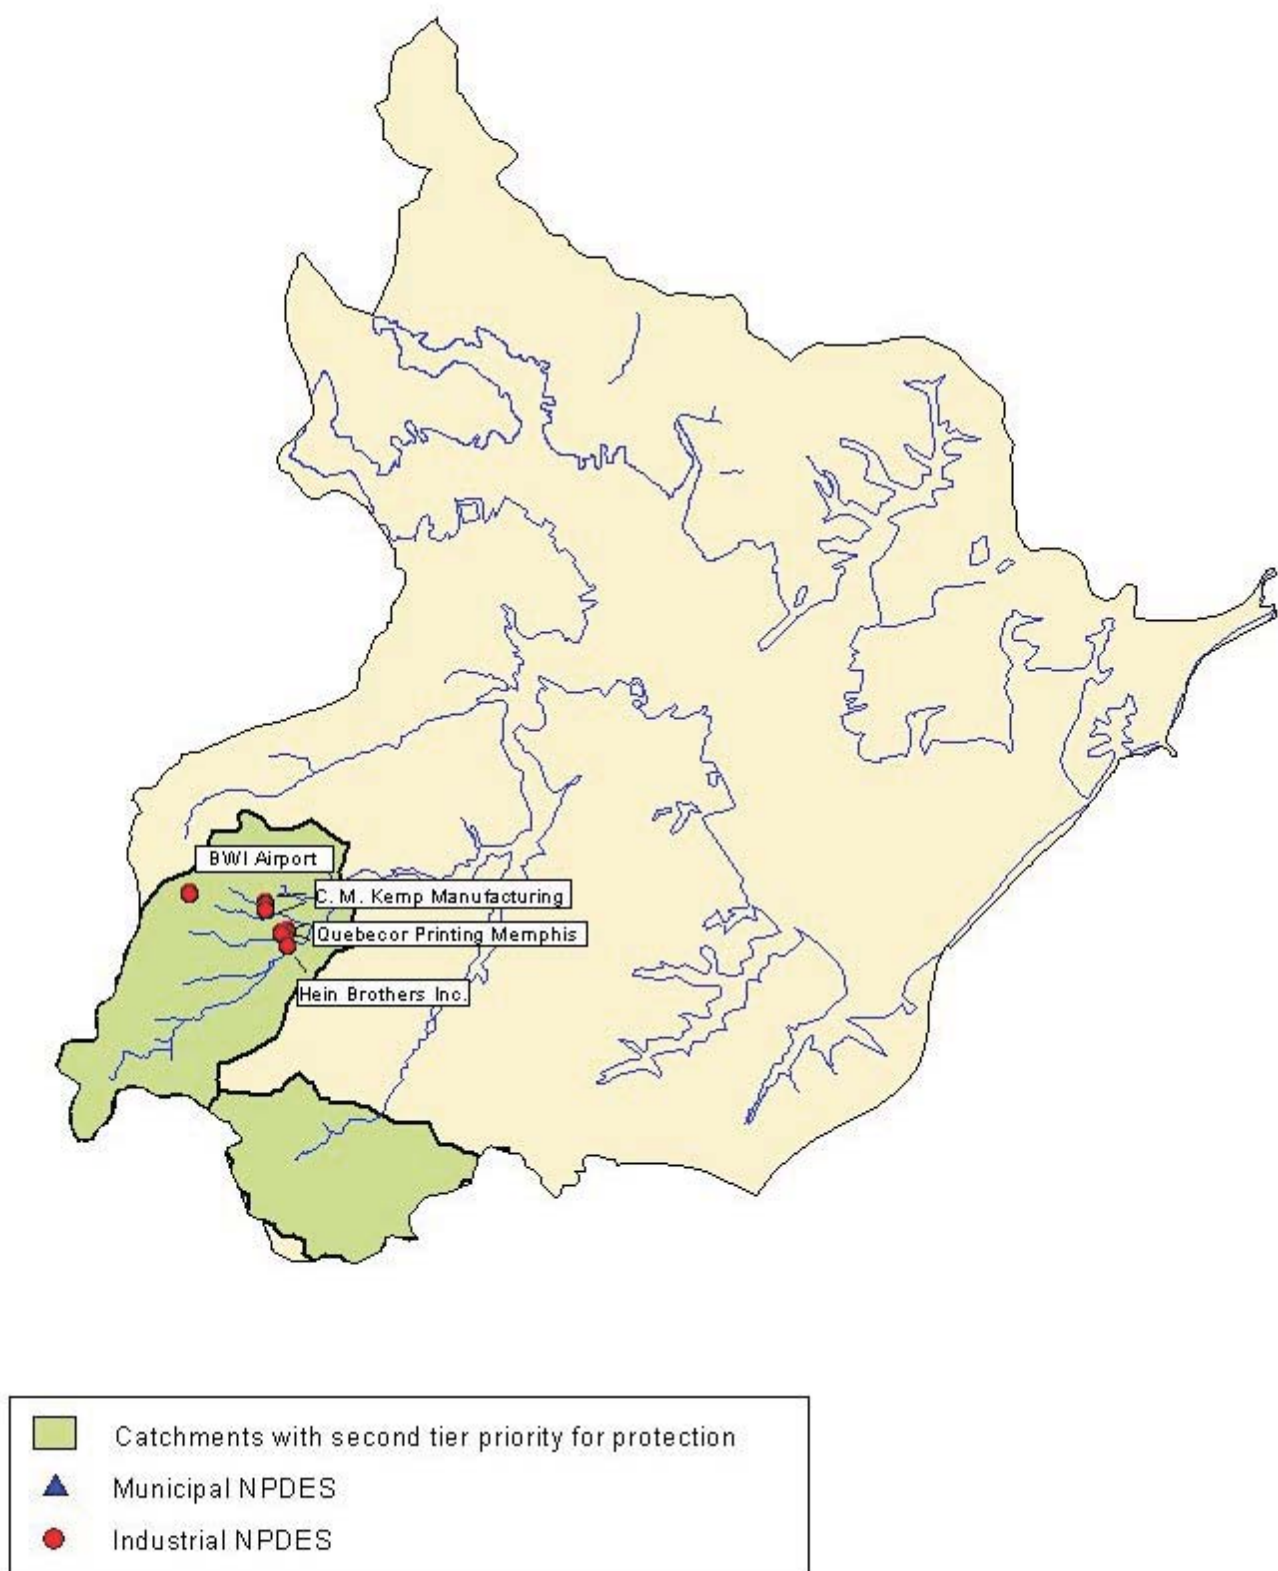 BWI Airport
C. M. Kemp Manufacturing
Quebecor Printing Memphis
Hein Brothers Inc.
Catchments with second tier priority for protection
Municipal NPDES
Industrial NPDES